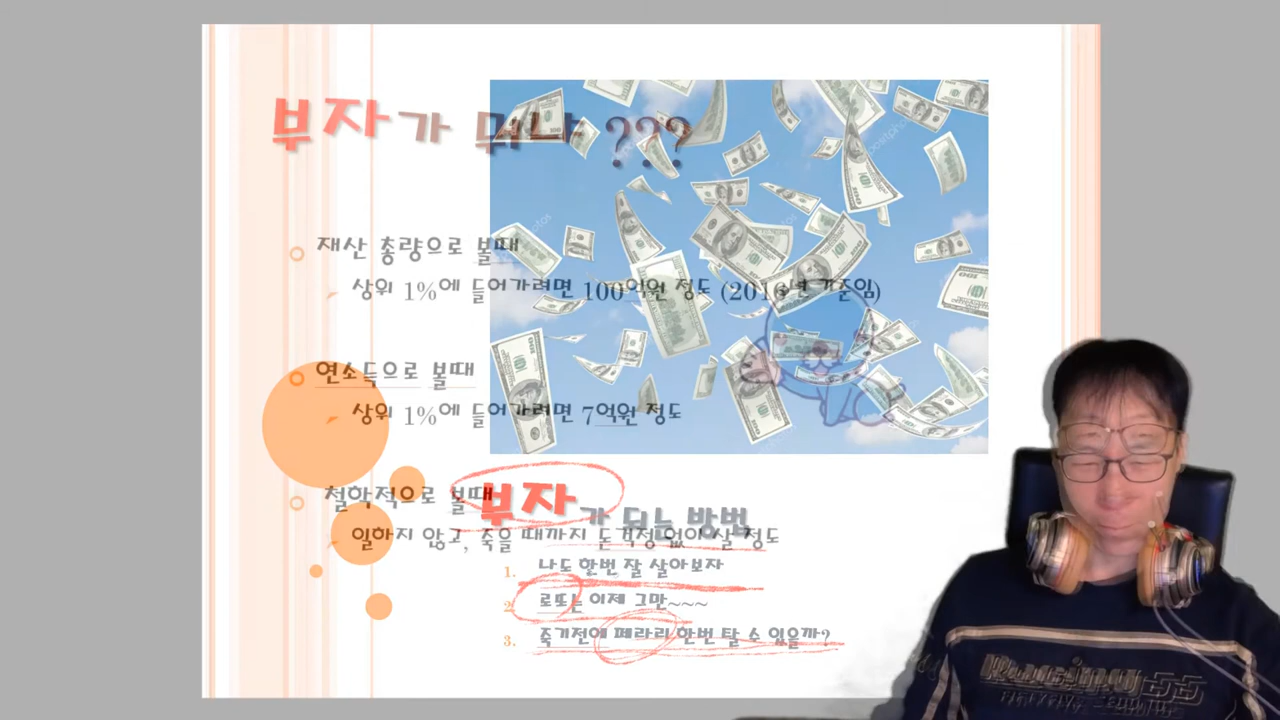 부자가 뭐냐 ???
재산 총량으로 볼때
상위 1%에 들어가려면 100억원 정도 (2016년 기준임)
연소득으로 볼때
상위 1%에 들어가려면 7억원 정도
철학적으로 볼때
일하지 않고, 죽을 때까지 돈걱정 없이 살 정도
부자가 되는 방법
1. 나도 한번 잘 살아보자
2. 로또는 이제 그만~~~
3. 죽기전에 페라리 한번 탈 수 있을까?